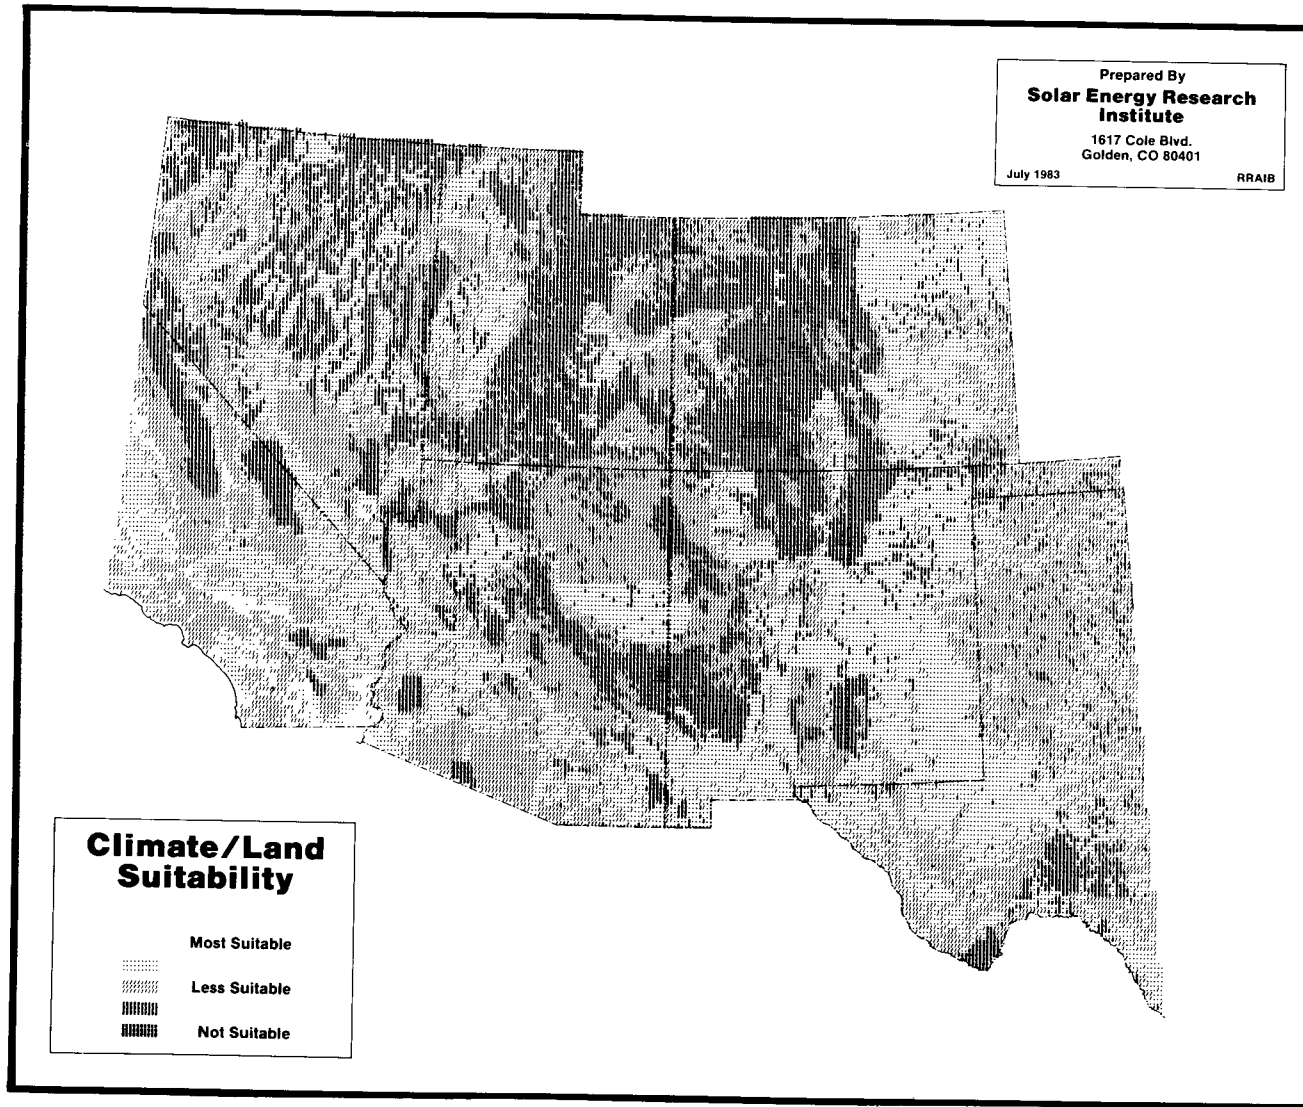 Prepared By
Solar Energy Research
Institute
1617 Cole Blvd.
Golden, CO 80401
July 1983 RRAIB
Climate/Land
Suitability
Most Suitable
Less Suitable
Not Suitable